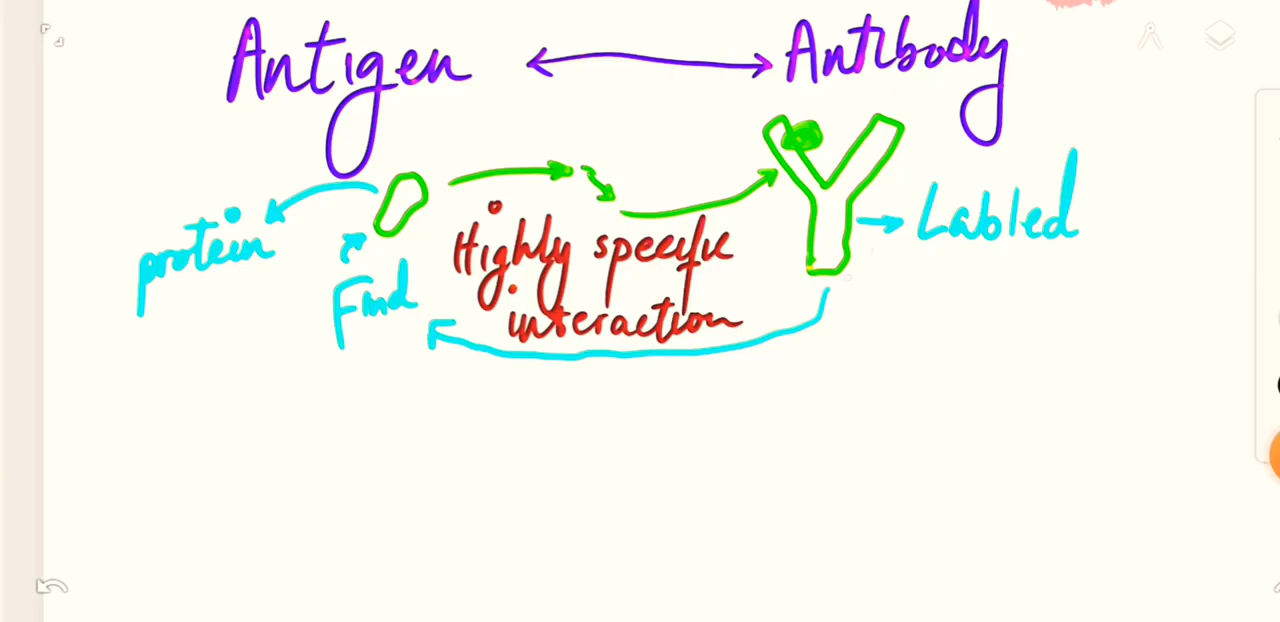 Antigen Antibody
protein
Find
Highly specific
interaction
Labled